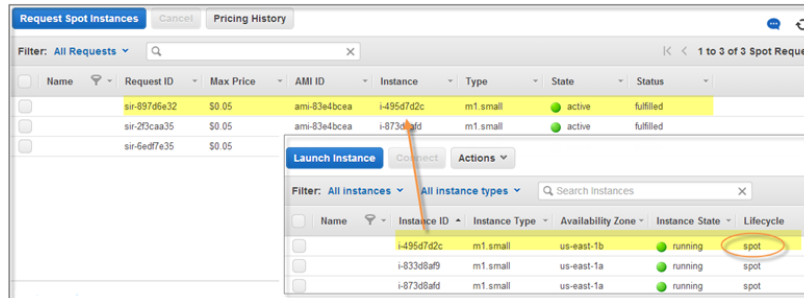 Request Spot Instances Cancel Pricing History
Filter: All Requests 1 to 3 of 3 Spot Reque
Name Request ID Max Price AMI ID Instance Type State Status
sir-897d6e32 $0.05 ami-83e4bcea i-495d7d2c m1.small active fulfilled
sir-2f3caa35 $0.05 ami-83e4bcea i-873d8afd m1.small active fulfilled
sir-6edf7e35 $0.05
Launch Instance Connect Actions
Filter: All instances All instance types Search Instances
Name Instance ID Instance Type Availability Zone Instance State Lifecycle
i-495d7d2c m1.small us-east-1b running spot
i-833d8af9 m1.small us-east-1a running spot
i-873d8afd m1.small us-east-1a running spot